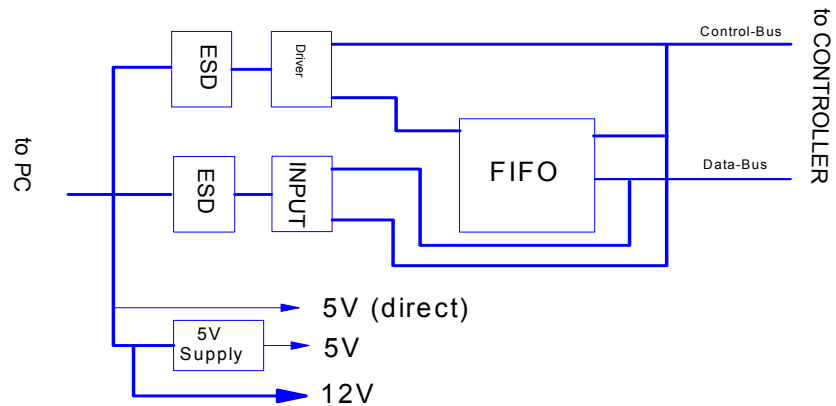 Control-Bus
to CONTROLLER
ESD
Driver
to PC
ESD
INPUT
FIFO
Data-Bus
5V (direct)
5V
Supply
5V
12V